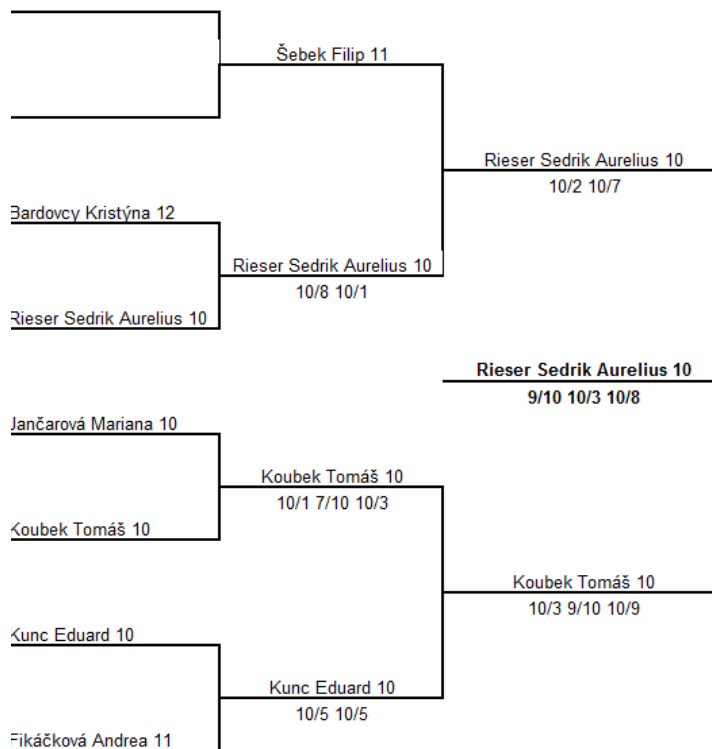 Šebek Filip 11
Rieser Sedrik Aurelius 10
10/2 10/7
Bardovcy Kristýna 12
Rieser Sedrik Aurelius 10
10/8 10/1
Rieser Sedrik Aurelius 10
Rieser Sedrik Aurelius 10
9/10 10/3 10/8
Jančarová Mariana 10
Koubek Tomáš 10
10/1 7/10 10/3
Koubek Tomáš 10
Koubek Tomáš 10
10/3 9/10 10/9
Kunc Eduard 10
Kunc Eduard 10
10/5 10/5
Fikáčková Andrea 11